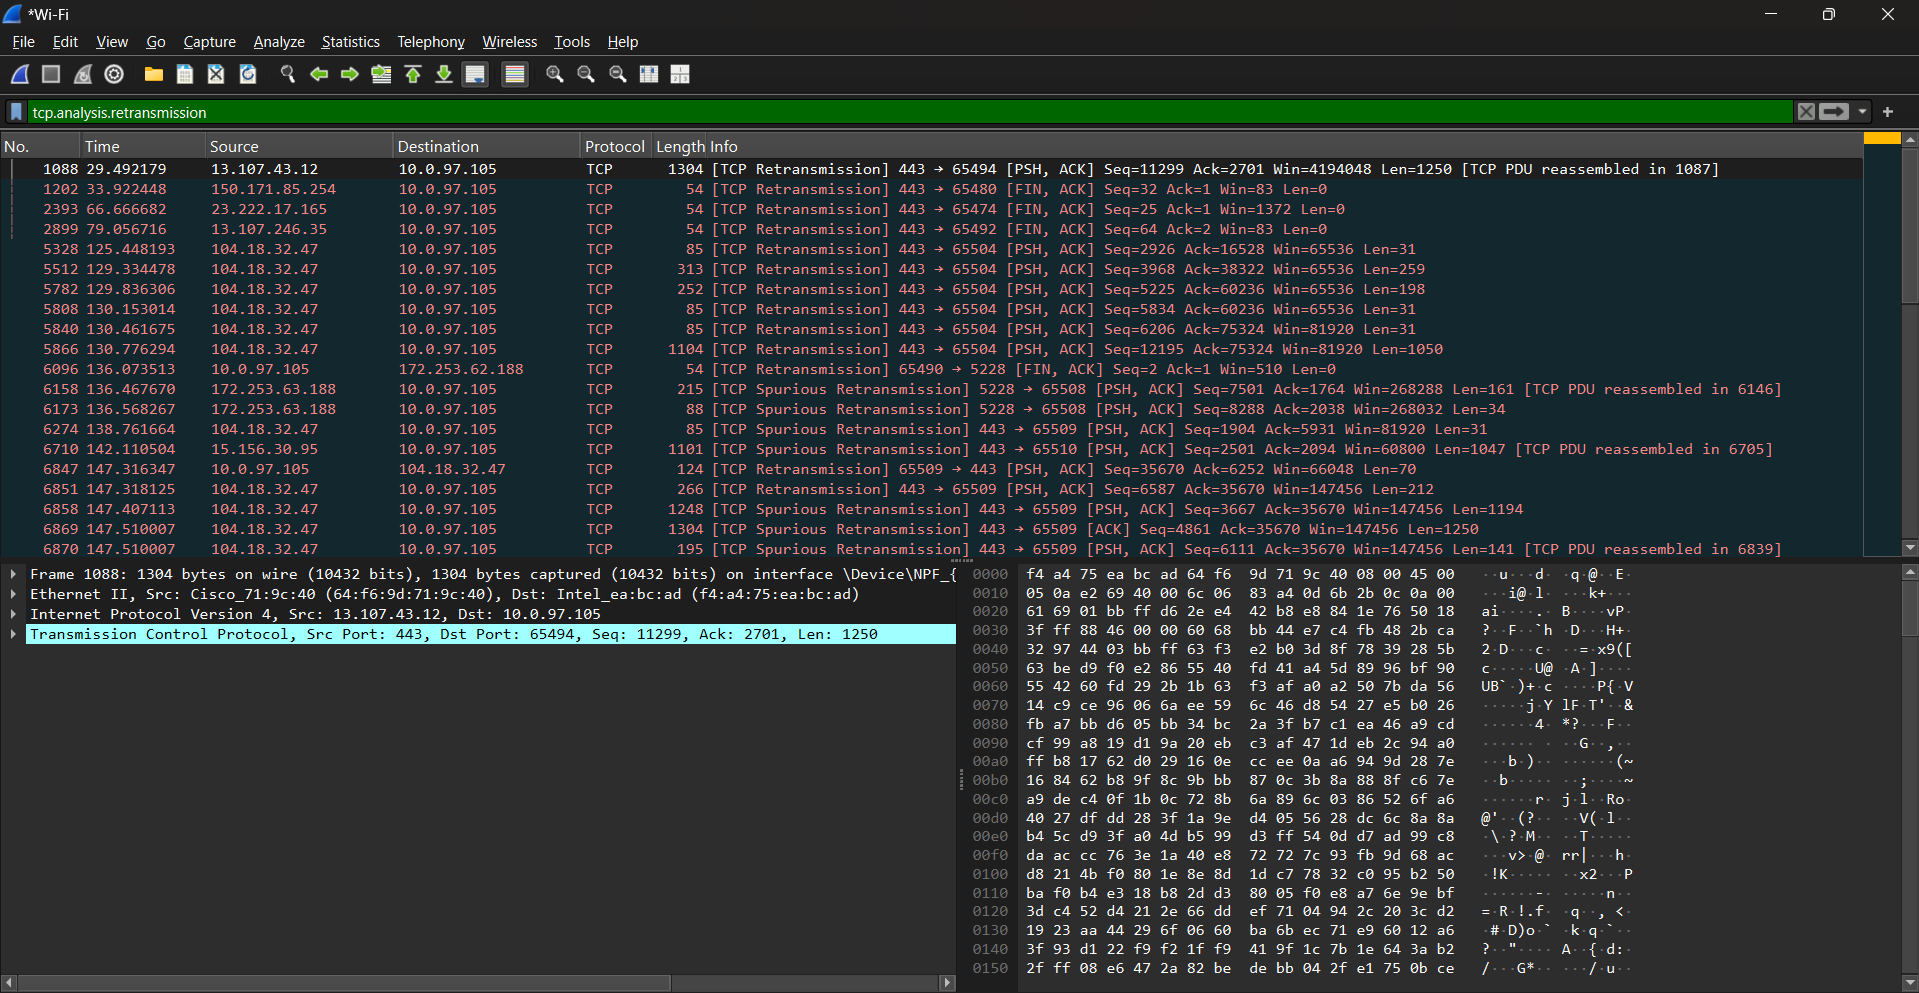 *Wi-Fi
File Edit View Go Capture Analyze Statistics Telephony Wireless Tools Help
tcp.analysis.retransmission
No. Time Source Destination Protocol Length Info
1088 29.492179 13.107.43.12 10.0.97.105 TCP 1304 [TCP Retransmission] 443 → 65494 [PSH, ACK] Seq=11299 Ack=2701 Win=4194048 Len=1250 [TCP PDU reassembled in 1087]
1202 33.922448 150.171.85.254 10.0.97.105 TCP 54 [TCP Retransmission] 443 → 65480 [FIN, ACK] Seq=32 Ack=1 Win=83 Len=0
2393 66.666682 23.222.17.165 10.0.97.105 TCP 54 [TCP Retransmission] 443 → 65474 [FIN, ACK] Seq=25 Ack=1 Win=1372 Len=0
2899 79.056716 13.107.246.35 10.0.97.105 TCP 54 [TCP Retransmission] 443 → 65492 [FIN, ACK] Seq=64 Ack=2 Win=83 Len=0
5328 125.448193 104.18.32.47 10.0.97.105 TCP 85 [TCP Retransmission] 443 → 65504 [PSH, ACK] Seq=2926 Ack=16528 Win=65536 Len=31
5512 129.334478 104.18.32.47 10.0.97.105 TCP 313 [TCP Retransmission] 443 → 65504 [PSH, ACK] Seq=3968 Ack=38322 Win=65536 Len=259
5782 129.836306 104.18.32.47 10.0.97.105 TCP 252 [TCP Retransmission] 443 → 65504 [PSH, ACK] Seq=5225 Ack=60236 Win=65536 Len=198
5808 130.153014 104.18.32.47 10.0.97.105 TCP 85 [TCP Retransmission] 443 → 65504 [PSH, ACK] Seq=5834 Ack=60236 Win=65536 Len=31
5840 130.461675 104.18.32.47 10.0.97.105 TCP 85 [TCP Retransmission] 443 → 65504 [PSH, ACK] Seq=6206 Ack=75324 Win=81920 Len=31
5866 130.776294 104.18.32.47 10.0.97.105 TCP 1104 [TCP Retransmission] 443 → 65504 [PSH, ACK] Seq=12195 Ack=75324 Win=81920 Len=1050
6096 136.073513 10.0.97.105 172.253.62.188 TCP 54 [TCP Retransmission] 65490 → 5228 [FIN, ACK] Seq=2 Ack=1 Win=510 Len=0
6158 136.467670 172.253.63.188 10.0.97.105 TCP 215 [TCP Spurious Retransmission] 5228 → 65508 [PSH, ACK] Seq=7501 Ack=1764 Win=268288 Len=161 [TCP PDU reassembled in 6146]
6173 136.568267 172.253.63.188 10.0.97.105 TCP 88 [TCP Spurious Retransmission] 5228 → 65508 [PSH, ACK] Seq=8288 Ack=2038 Win=268032 Len=34
6274 138.761664 104.18.32.47 10.0.97.105 TCP 85 [TCP Spurious Retransmission] 443 → 65509 [PSH, ACK] Seq=1904 Ack=5931 Win=81920 Len=31
6710 142.110504 15.156.30.95 10.0.97.105 TCP 1101 [TCP Spurious Retransmission] 443 → 65510 [PSH, ACK] Seq=2501 Ack=2094 Win=60800 Len=1047 [TCP PDU reassembled in 6705]
6847 147.316347 10.0.97.105 104.18.32.47 TCP 124 [TCP Retransmission] 65509 → 443 [PSH, ACK] Seq=35670 Ack=6252 Win=66048 Len=70
6851 147.318125 104.18.32.47 10.0.97.105 TCP 266 [TCP Retransmission] 443 → 65509 [PSH, ACK] Seq=6587 Ack=35670 Win=147456 Len=212
6858 147.407113 104.18.32.47 10.0.97.105 TCP 1248 [TCP Spurious Retransmission] 443 → 65509 [PSH, ACK] Seq=3667 Ack=35670 Win=147456 Len=1194
6869 147.510007 104.18.32.47 10.0.97.105 TCP 1304 [TCP Spurious Retransmission] 443 → 65509 [ACK] Seq=4861 Ack=35670 Win=147456 Len=1250
6870 147.510007 104.18.32.47 10.0.97.105 TCP 195 [TCP Spurious Retransmission] 443 → 65509 [PSH, ACK] Seq=6111 Ack=35670 Win=147456 Len=141 [TCP PDU reassembled in 6839]
Frame 1088: 1304 bytes on wire (10432 bits), 1304 bytes captured (10432 bits) on interface \Device\NPF_{
Ethernet II, Src: Cisco_71:9c:40 (64:f6:9d:71:9c:40), Dst: Intel_ea:bc:ad (f4:a4:75:ea:bc:ad)
Internet Protocol Version 4, Src: 13.107.43.12, Dst: 10.0.97.105
Transmission Control Protocol, Src Port: 443, Dst Port: 65494, Seq: 11299, Ack: 2701, Len: 1250
0000 f4 a4 75 ea bc ad 64 f6 9d 71 9c 40 08 00 45 00 ··u···d· ·q·@··E·
0010 05 0a e2 69 40 00 6c 06 83 a4 0d 6b 2b 0c 0a 00 ···i@·l· ···k+···
0020 61 69 01 bb ff d6 2e e4 42 b8 e8 84 1e 76 50 18 ai····.· B····vP·
0030 3f ff 88 46 00 00 60 68 bb 44 e7 c4 fb 48 2b ca ?··F··`h ·D···H+·
0040 32 97 44 03 bb ff 63 f3 e2 b0 3d 8f 78 39 28 5b 2·D···c· ··=·x9([
0050 63 be d9 f0 e2 86 55 40 fd 41 a4 5d 89 96 bf 90 c·····U@ ·A·]····
0060 55 42 60 fd 29 2b 1b 63 f3 af a0 a2 50 7b da 56 UB`·)+·c ····P{·V
0070 14 c9 ce 96 06 6a ee 59 6c 46 d8 54 27 e5 b0 26 ·····j·Y lF·T'··&
0080 fb a7 bb d6 05 bb 34 bc 2a 3f b7 c1 ea 46 a9 cd ······4· *?···F··
0090 cf 99 a8 19 d1 9a 20 eb c3 af 47 1d eb 2c 94 a0 ······ · ··G··,··
00a0 ff b8 17 62 d0 29 16 0e cc ee 0a a6 94 9d 28 7e ···b·)·· ······(~
00b0 16 84 62 b8 9f 8c 9b bb 87 0c 3b 8a 88 8f c6 7e ··b····· ··;····~
00c0 a9 de c4 0f 1b 0c 72 8b 6a 89 6c 03 86 52 6f a6 ······r· j·l··Ro·
00d0 40 27 df dd 28 3f 1a 9e d4 05 56 28 dc 6c 8a 8a @'··(?·· ··V(·l··
00e0 b4 5c d9 3f a0 4d b5 99 d3 ff 54 0d d7 ad 99 c8 ·\·?·M·· ··T·····
00f0 da ac cc 76 3e 1a 40 e8 72 72 7c 93 fb 9d 68 ac ···v>·@· rr|···h·
0100 d8 21 4b f0 80 1e 8e 8d 1d c7 78 32 c0 95 b2 50 ·!K····· ··x2···P
0110 ba f0 b4 e3 18 b8 2d d3 80 05 f0 e8 a7 6e 9e bf ······-· ·····n··
0120 3d c4 52 d4 21 2e 66 dd ef 71 04 94 2c 20 3c d2 =·R·!.f· ·q··, <·
0130 19 23 aa 44 29 6f 06 60 ba 6b ec 71 e9 60 12 a6 ·#·D)o·` ·k·q·`··
0140 3f 93 d1 22 f9 f2 1f f9 41 9f 1c 7b 1e 64 3a b2 ?··"···· A··{·d:·
0150 2f ff 08 e6 47 2a 82 be de bb 04 2f e1 75 0b ce /···G*·· ···/·u··